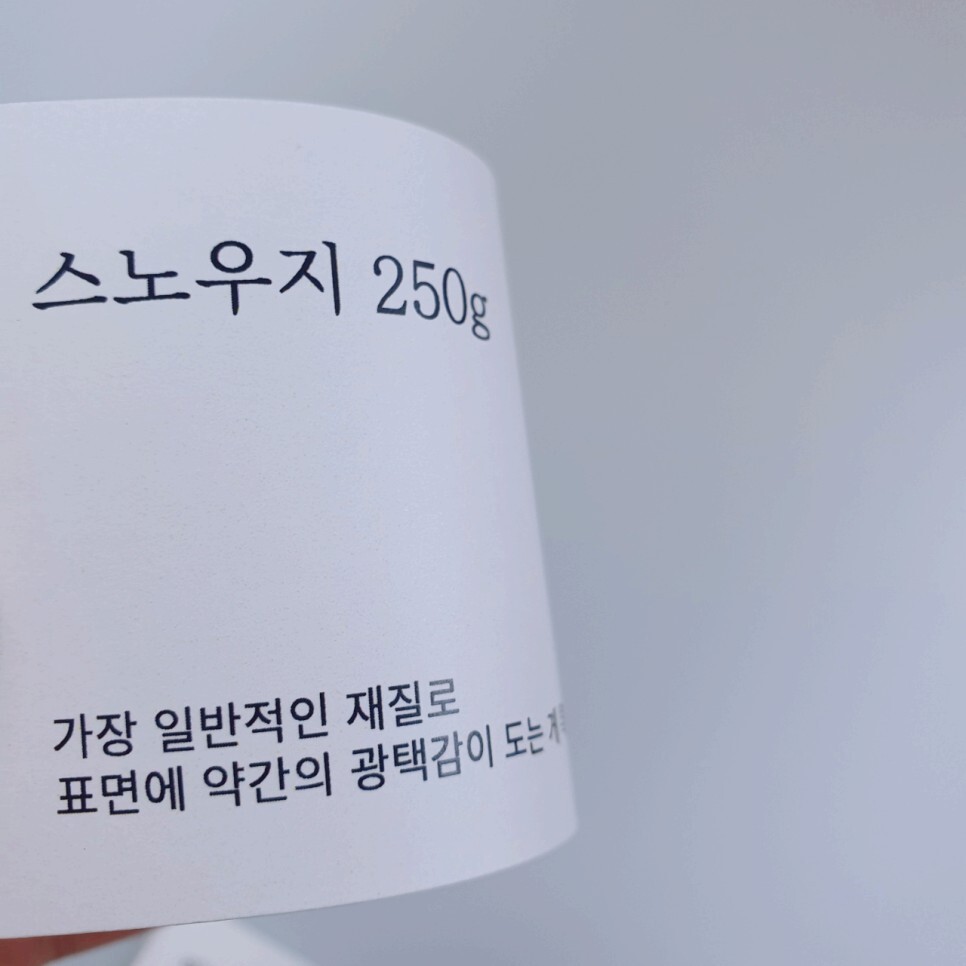 스노우지 250g
가장 일반적인 재질로
표면에 약간의 광택감이 도는